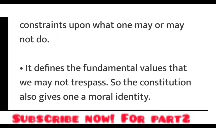 constraints upon what one may or may
not do.
• It defines the fundamental values that
we may not trespass. So the constitution
also gives one a moral identity.
Subscribe now! For part2